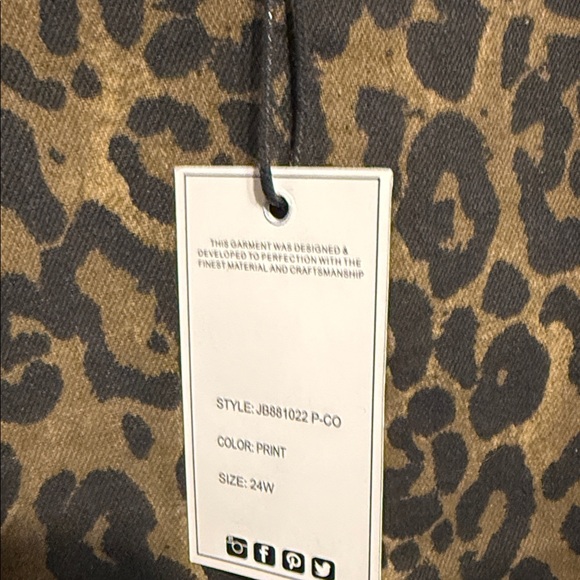 THIS GARMENT WAS DESIGNED &
DEVELOPED TO PERFECTION WITH THE
FINEST MATERIAL AND CRAFTSMANSHIP
STYLE: JB881022 P-CO
COLOR: PRINT
SIZE: 24W